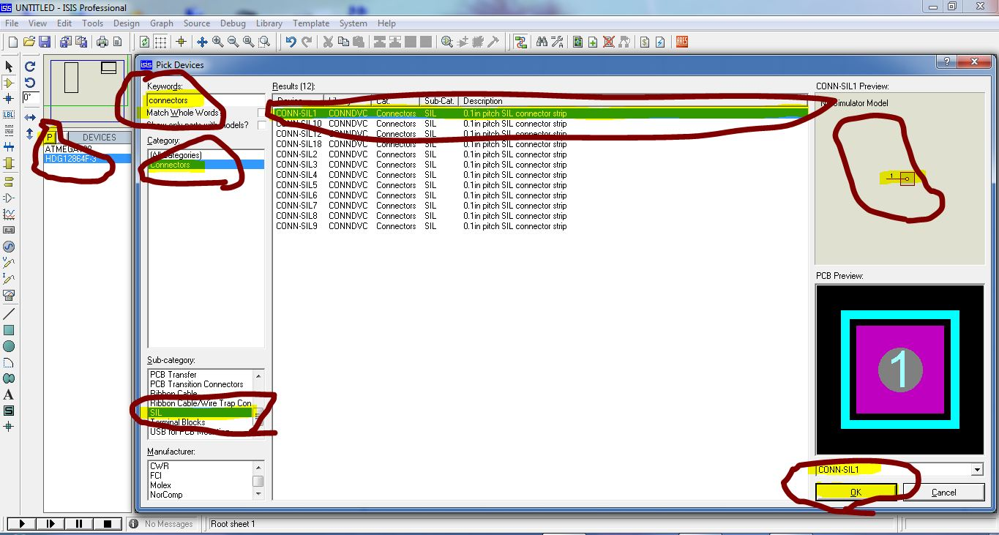 UNTITLED - ISIS Professional
File View Edit Tools Design Graph Source Debug Library Template System Help
Pick Devices
0°
LBL
P
DEVICES
HDG12864F-3
Keywords:
connectors
Match Whole Words
Show only parts with models?
Category:
(All Categories)
Connectors
Sub-category:
PCB Transfer
PCB Transition Connectors
Ribbon Cable
Ribbon Cable/Wire Trap Con
SIL
Terminal Blocks
USB for PCB Mounting
Manufacturer:
CWR
FCI
Molex
NorComp
Results (12):
Device Library Cat. Sub-Cat. Description
CONN-SIL1 CONNDVC Connectors SIL 0.1in pitch SIL connector strip
CONN-SIL10 CONNDVC Connectors SIL 0.1in pitch SIL connector strip
CONN-SIL12 CONNDVC Connectors SIL 0.1in pitch SIL connector strip
CONN-SIL18 CONNDVC Connectors SIL 0.1in pitch SIL connector strip
CONN-SIL2 CONNDVC Connectors SIL 0.1in pitch SIL connector strip
CONN-SIL3 CONNDVC Connectors SIL 0.1in pitch SIL connector strip
CONN-SIL4 CONNDVC Connectors SIL 0.1in pitch SIL connector strip
CONN-SIL5 CONNDVC Connectors SIL 0.1in pitch SIL connector strip
CONN-SIL6 CONNDVC Connectors SIL 0.1in pitch SIL connector strip
CONN-SIL7 CONNDVC Connectors SIL 0.1in pitch SIL connector strip
CONN-SIL8 CONNDVC Connectors SIL 0.1in pitch SIL connector strip
CONN-SIL9 CONNDVC Connectors SIL 0.1in pitch SIL connector strip
CONN-SIL1 Preview:
No Simulator Model
1
PCB Preview:
1
CONN-SIL1
OK Cancel
No Messages
Root sheet 1